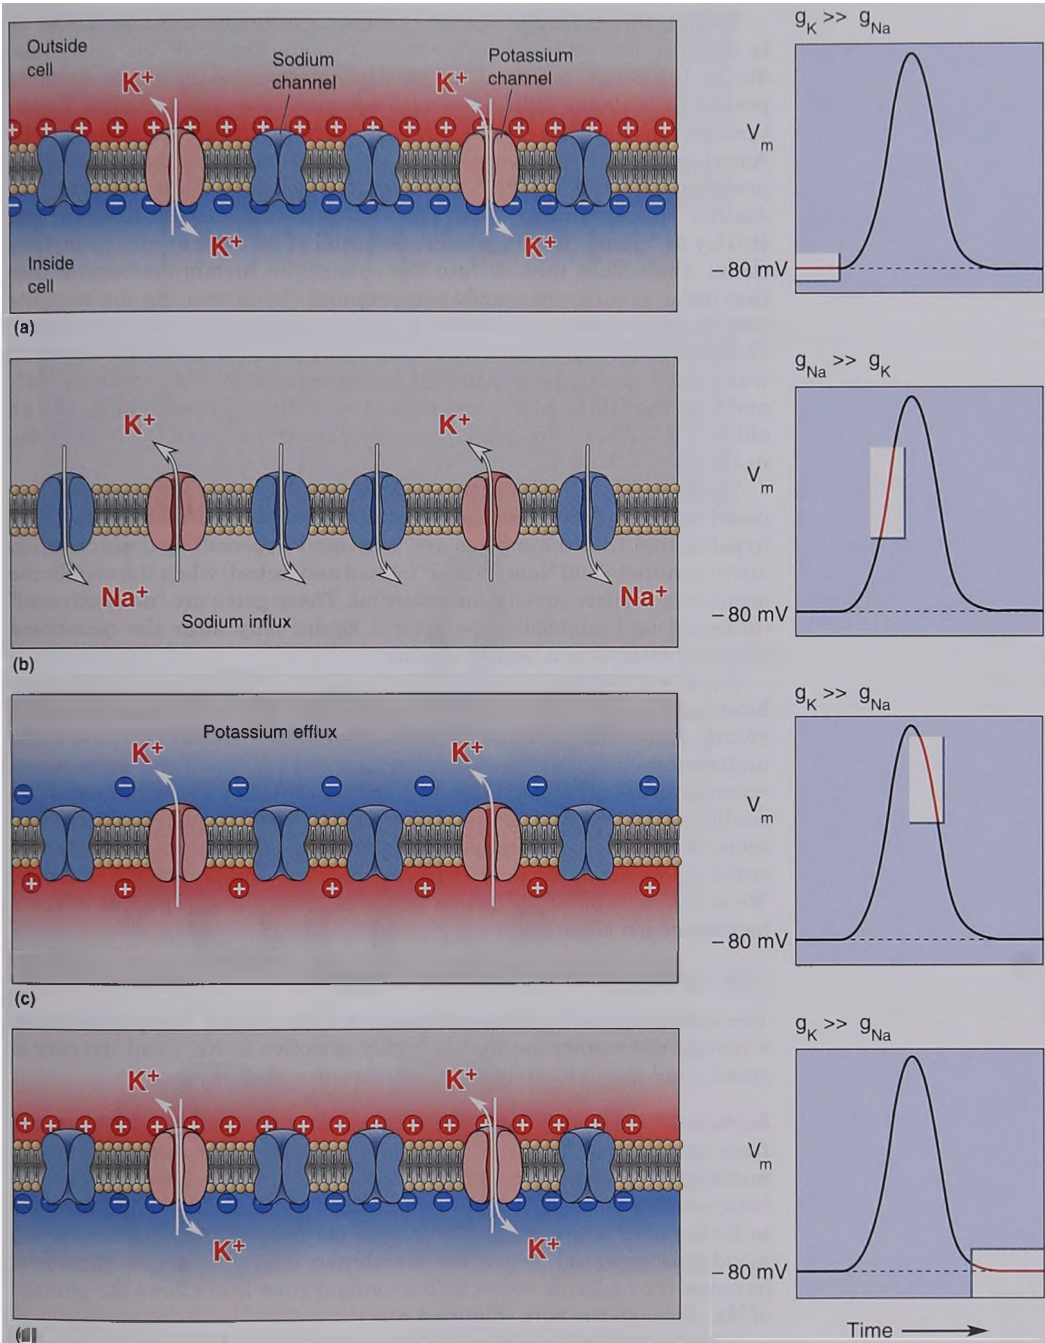 Outside
cell
K⁺
Sodium
channel
K⁺
Potassium
channel
K⁺
K⁺
Inside
cell
(a)
gK >> gNa
Vm
−80 mV
K⁺
K⁺
Na⁺
Na⁺
Sodium influx
(b)
gNa >> gK
Vm
−80 mV
Potassium efflux
K⁺
K⁺
(c)
gK >> gNa
Vm
−80 mV
K⁺
K⁺
K⁺
K⁺
gK >> gNa
Vm
−80 mV
Time